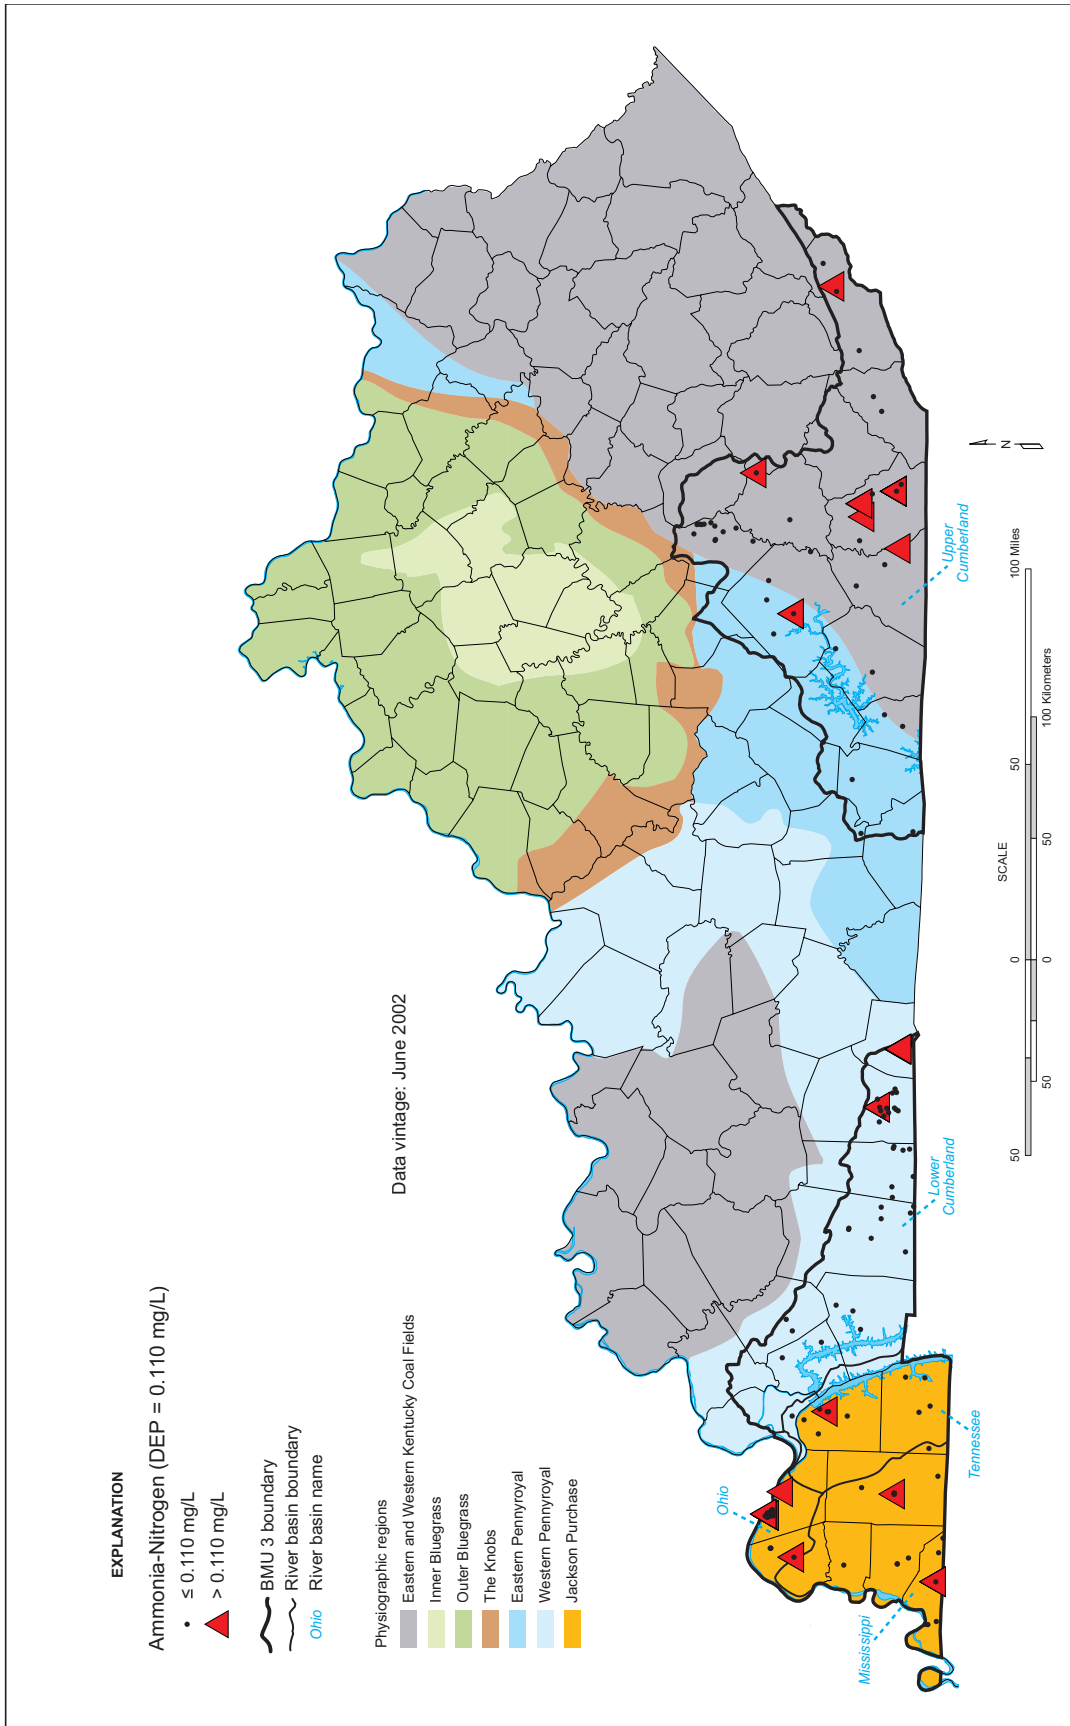 EXPLANATION
Ammonia-Nitrogen (DEP = 0.110 mg/L)
≤ 0.110 mg/L
> 0.110 mg/L
BMU 3 boundary
River basin boundary
Ohio River basin name
Physiographic regions
Eastern and Western Kentucky Coal Fields
Inner Bluegrass
Outer Bluegrass
The Knobs
Eastern Pennyroyal
Western Pennyroyal
Jackson Purchase
Data vintage: June 2002
Ohio
Mississippi
Tennessee
Lower
Cumberland
Upper
Cumberland
N
SCALE
50 0 50 100 Miles
50 0 50 100 Kilometers